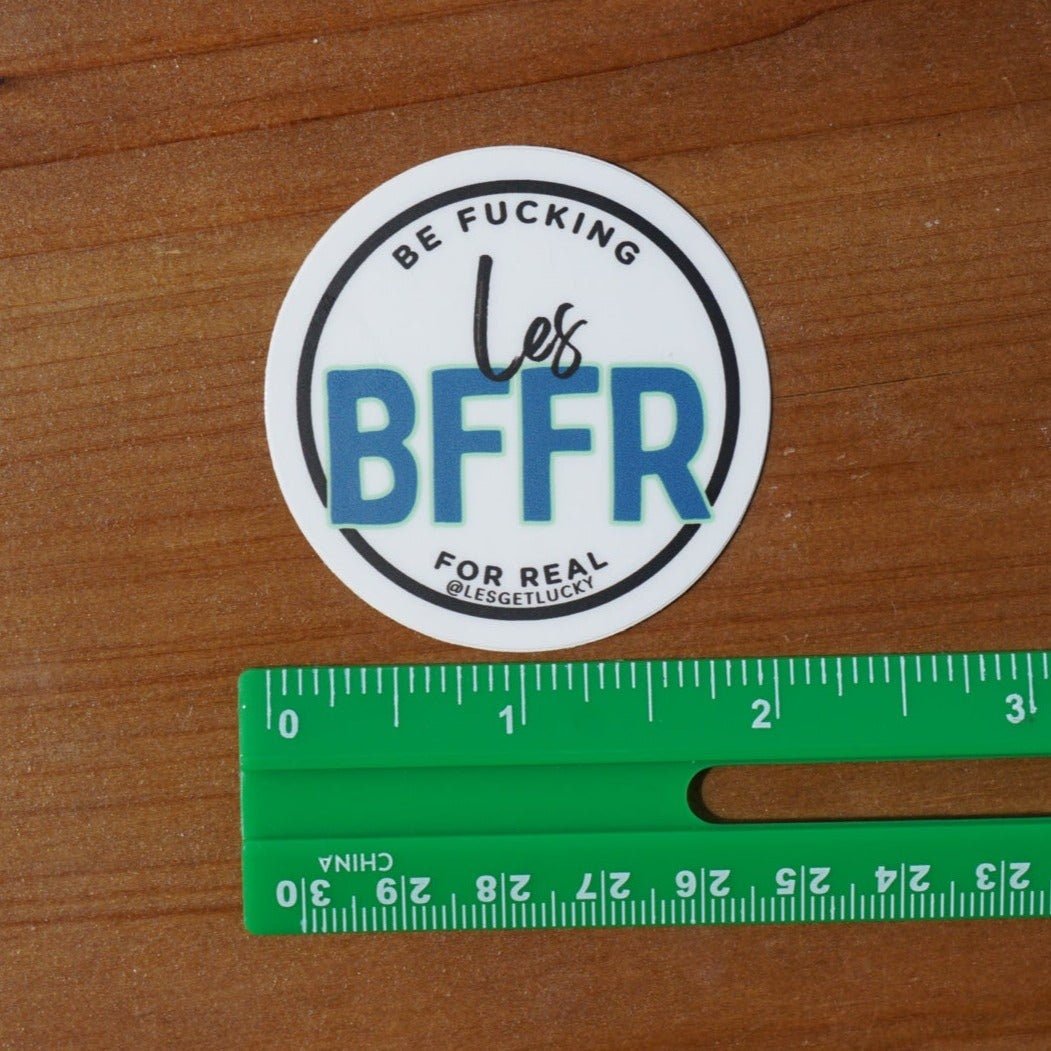 BE FUCKING
Les
BFFR
FOR REAL
@LESGETLUCKY
0 1 2 3
CHINA
30 29 28 27 26 25 24 23